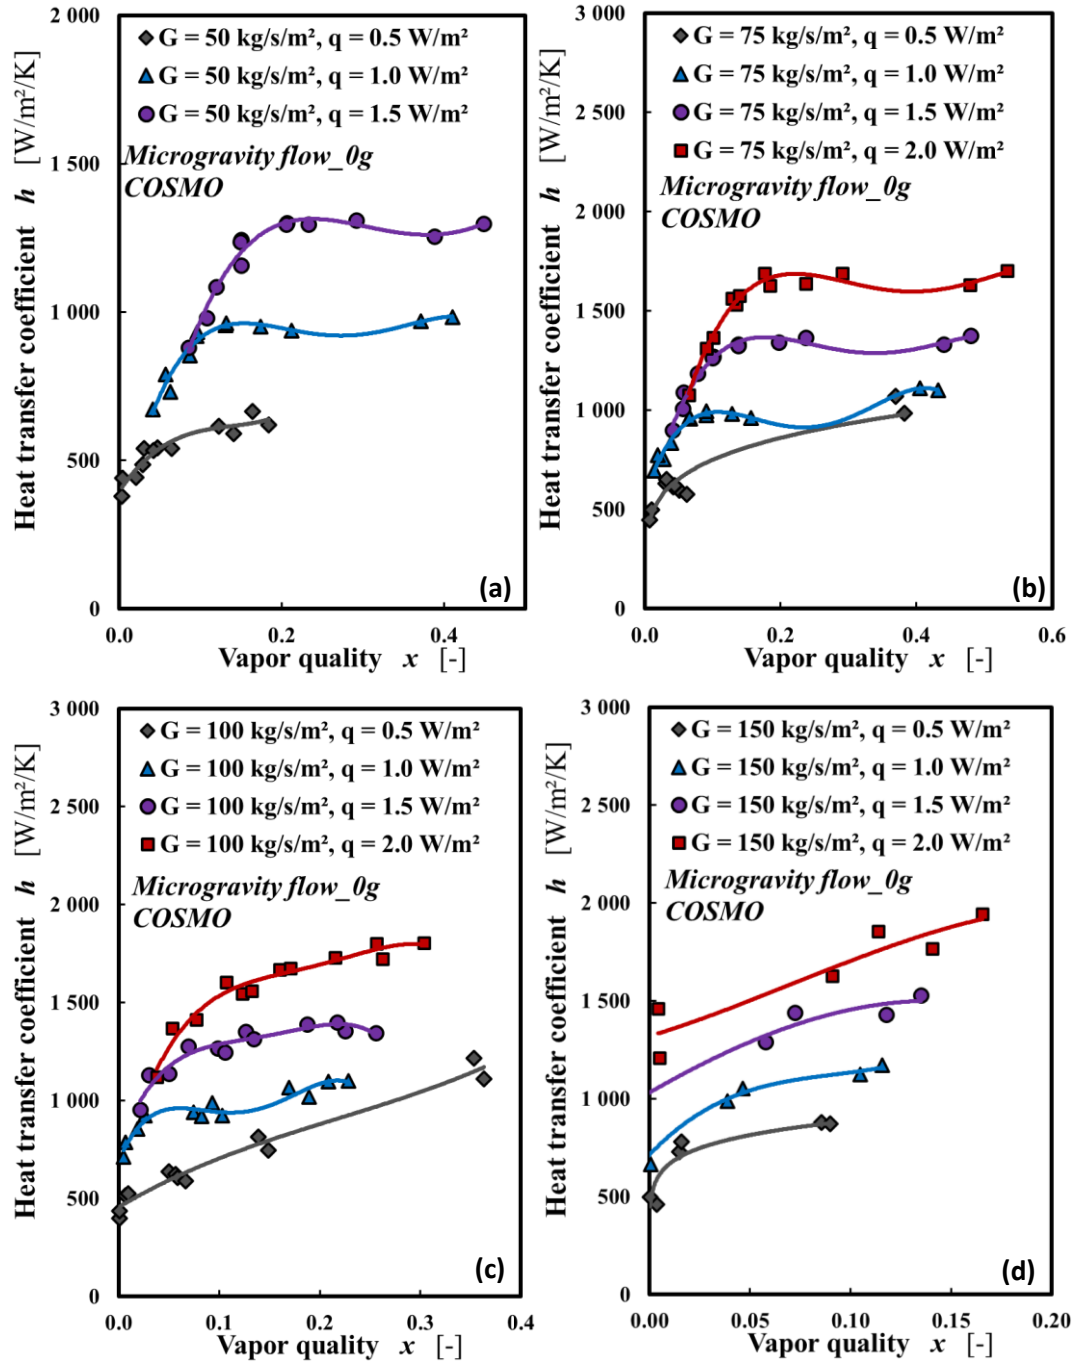 Heat transfer coefficient h [W/m²/K]
2 000
1 500
1 000
500
0
G = 50 kg/s/m², q = 0.5 W/m²
G = 50 kg/s/m², q = 1.0 W/m²
G = 50 kg/s/m², q = 1.5 W/m²
Microgravity flow_0g
COSMO
(a)
0.0 0.2 0.4
Vapor quality x [-]
Heat transfer coefficient h [W/m²/K]
3 000
2 500
2 000
1 500
1 000
500
0
G = 75 kg/s/m², q = 0.5 W/m²
G = 75 kg/s/m², q = 1.0 W/m²
G = 75 kg/s/m², q = 1.5 W/m²
G = 75 kg/s/m², q = 2.0 W/m²
Microgravity flow_0g
COSMO
(b)
0.0 0.2 0.4 0.6
Vapor quality x [-]
Heat transfer coefficient h [W/m²/K]
3 000
2 500
2 000
1 500
1 000
500
0
G = 100 kg/s/m², q = 0.5 W/m²
G = 100 kg/s/m², q = 1.0 W/m²
G = 100 kg/s/m², q = 1.5 W/m²
G = 100 kg/s/m², q = 2.0 W/m²
Microgravity flow_0g
COSMO
(c)
0.0 0.1 0.2 0.3 0.4
Vapor quality x [-]
Heat transfer coefficient h [W/m²/K]
3 000
2 500
2 000
1 500
1 000
500
0
G = 150 kg/s/m², q = 0.5 W/m²
G = 150 kg/s/m², q = 1.0 W/m²
G = 150 kg/s/m², q = 1.5 W/m²
G = 150 kg/s/m², q = 2.0 W/m²
Microgravity flow_0g
COSMO
(d)
0.00 0.05 0.10 0.15 0.20
Vapor quality x [-]